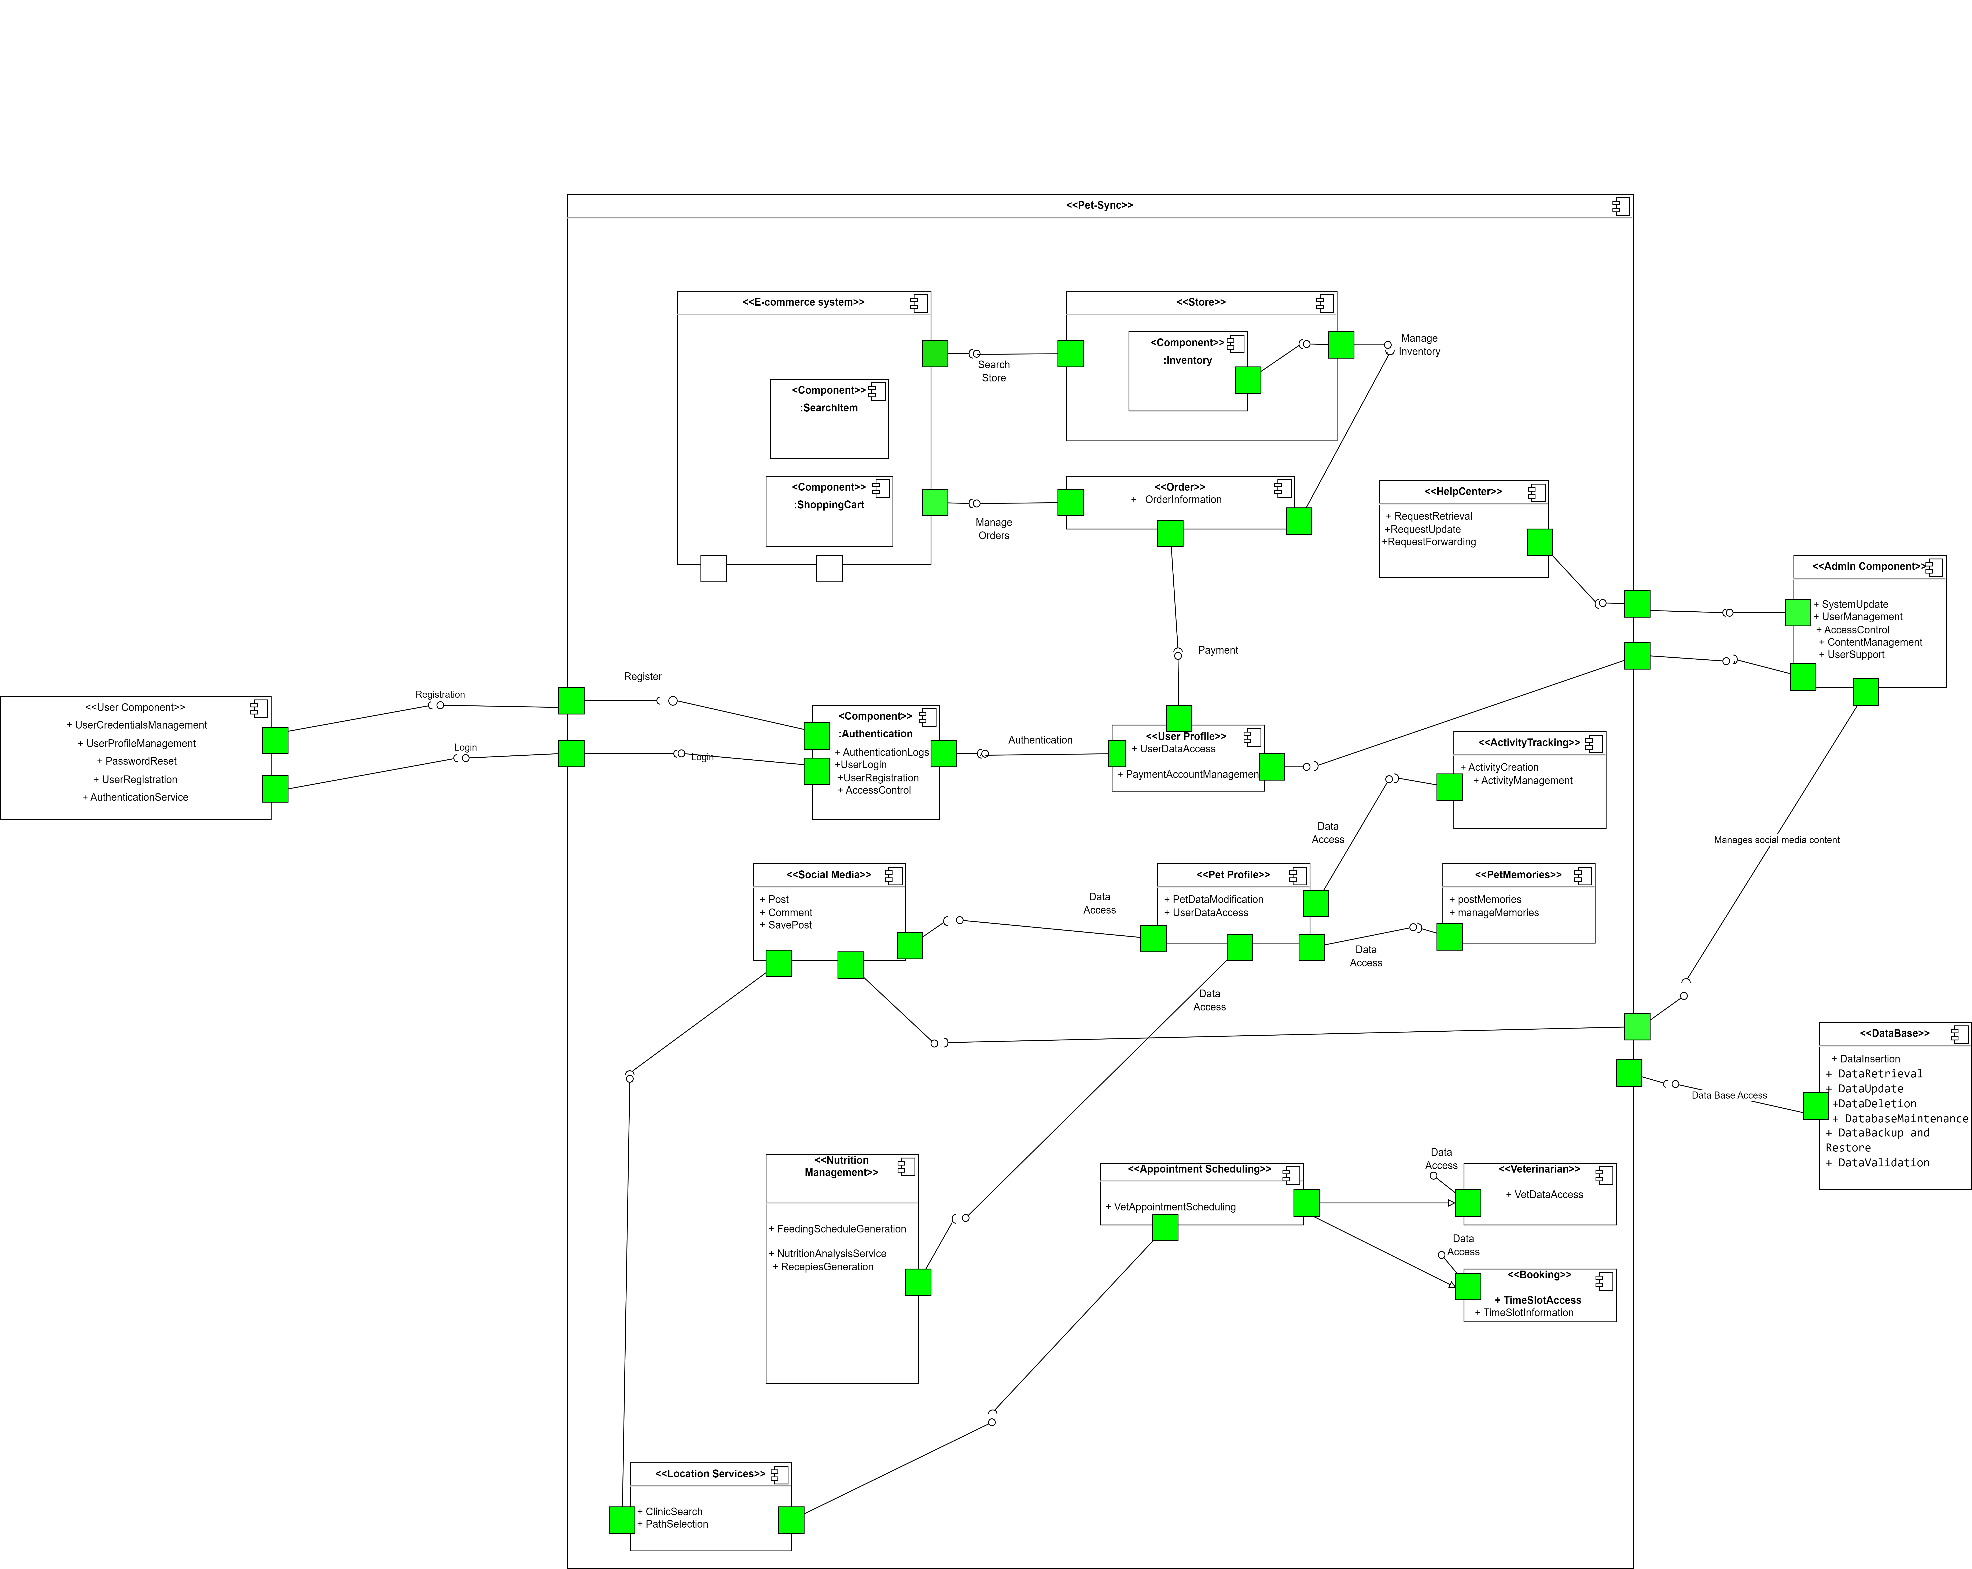 <<Pet-Sync>>
<<E-commerce system>>
<Component>>
:SearchItem
<Component>>
:ShoppingCart
Search
Store
Manage
Orders
<<Store>>
<Component>>
:Inventory
Manage
Inventory
<<Order>>
+ OrderInformation
<<HelpCenter>>
+ RequestRetrieval
+RequestUpdate
+RequestForwarding
<<AdmIn Component>>
+ SystemUpdate
+ UserManagement
+ AccessControl
+ ContentManagement
+ UserSupport
Payment
<<User Component>>
+ UserCredentialsManagement
+ UserProfileManagement
+ PasswordReset
+ UserRegistration
+ AuthenticationService
Registration
Login
Register
Login
<Component>>
:Authentication
+ AuthenticationLogs
+UserLogin
+UserRegistration
+ AccessControl
Authentication
<<User Profile>>
+ UserDataAccess
+ PaymentAccountManagement
<<ActivityTracking>>
+ ActivityCreation
+ ActivityManagement
Data
Access
Manages social media content
<<Social Media>>
+ Post
+ Comment
+ SavePost
Data
Access
<<Pet Profile>>
+ PetDataModification
+ UserDataAccess
Data
Access
<<PetMemories>>
+ postMemories
+ manageMemories
Data
Access
<<DataBase>>
+ DataInsertion
+ DataRetrieval
+ DataUpdate
+DataDeletion
+ DatabaseMaintenance
+ DataBackup and
Restore
+ DataValidation
Data Base Access
<<Nutrition
Management>>
+ FeedingScheduleGeneration
+ NutritionAnalysisService
+ RecepiesGeneration
<<Appointment Scheduling>>
+ VetAppointmentScheduling
Data
Access
<<Veterinarian>>
+ VetDataAccess
Data
Access
<<Booking>>
+ TimeSlotAccess
+ TimeSlotInformation
<<Location Services>>
+ ClinicSearch
+ PathSelection